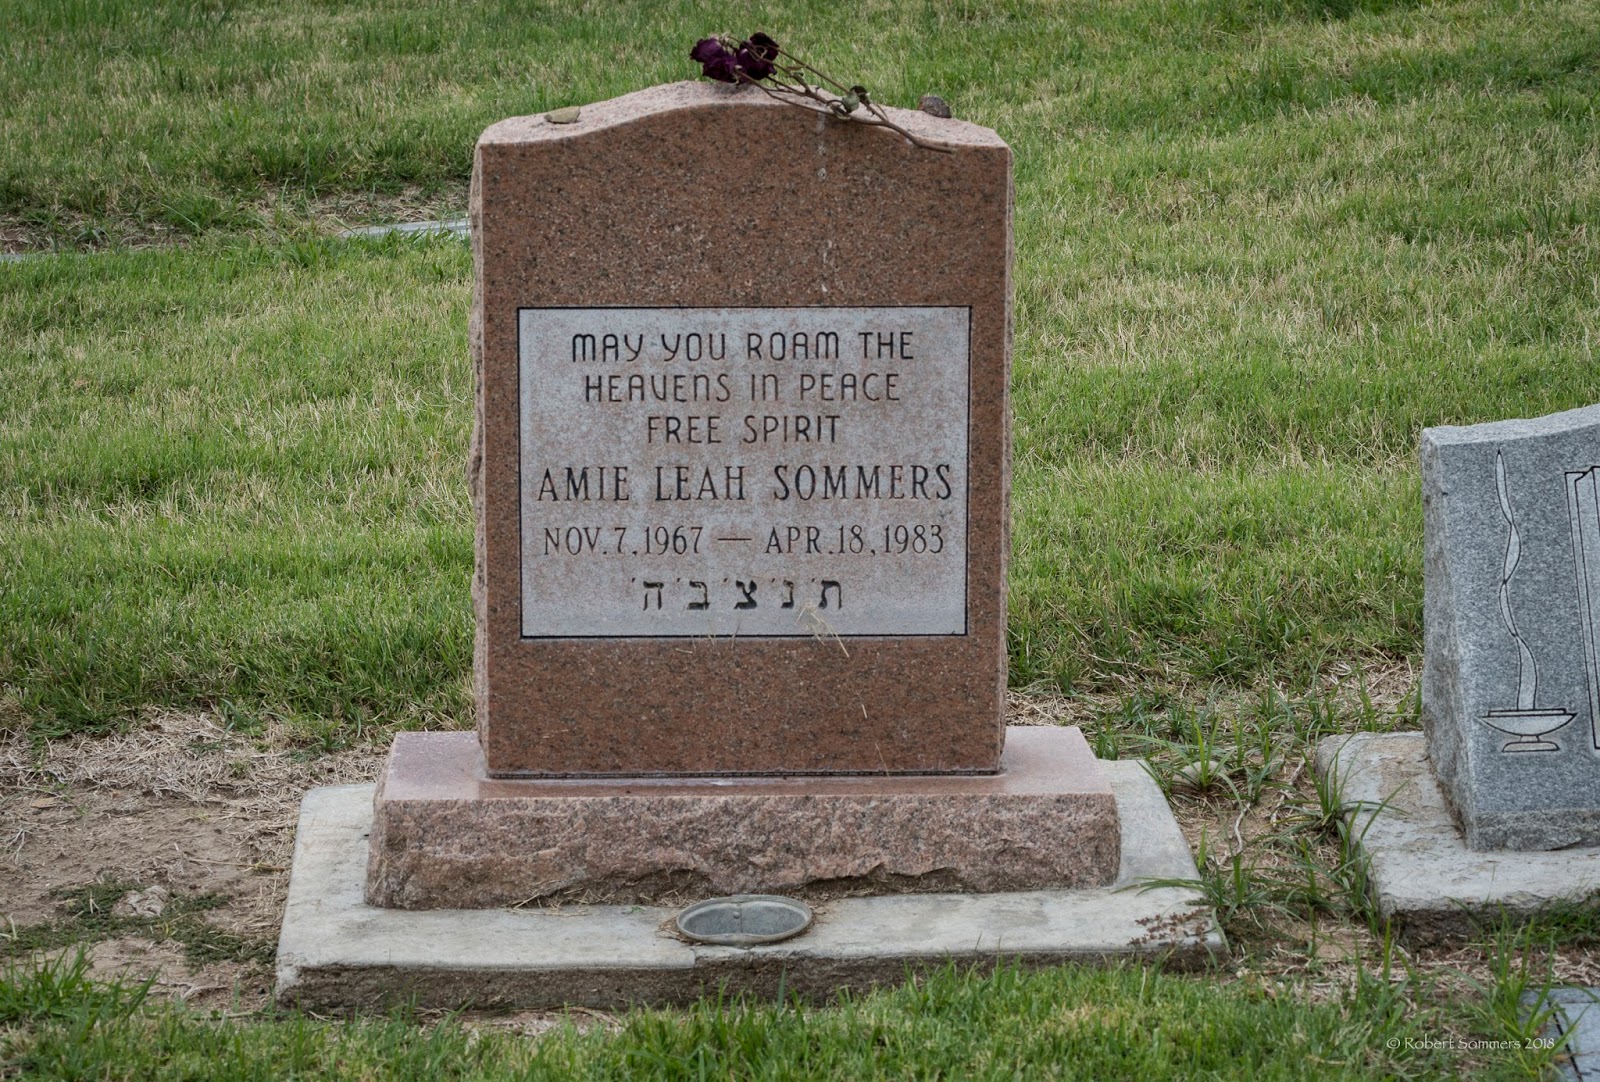 MAY YOU ROAM THE
HEAVENS IN PEACE
FREE SPIRIT
AMIE LEAH SOMMERS
NOV. 7, 1967 — APR. 18, 1983
ת׳נ׳צ׳ב׳ה׳
© Robert Sommers 2018